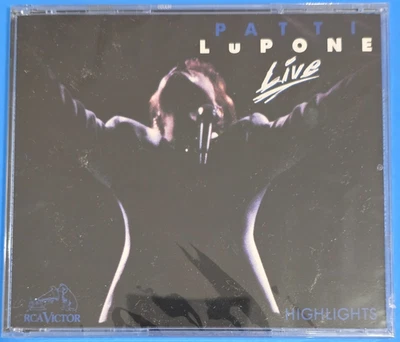 PATTI
LuPONE
Live
RCA VICTOR
HIGHLIGHTS